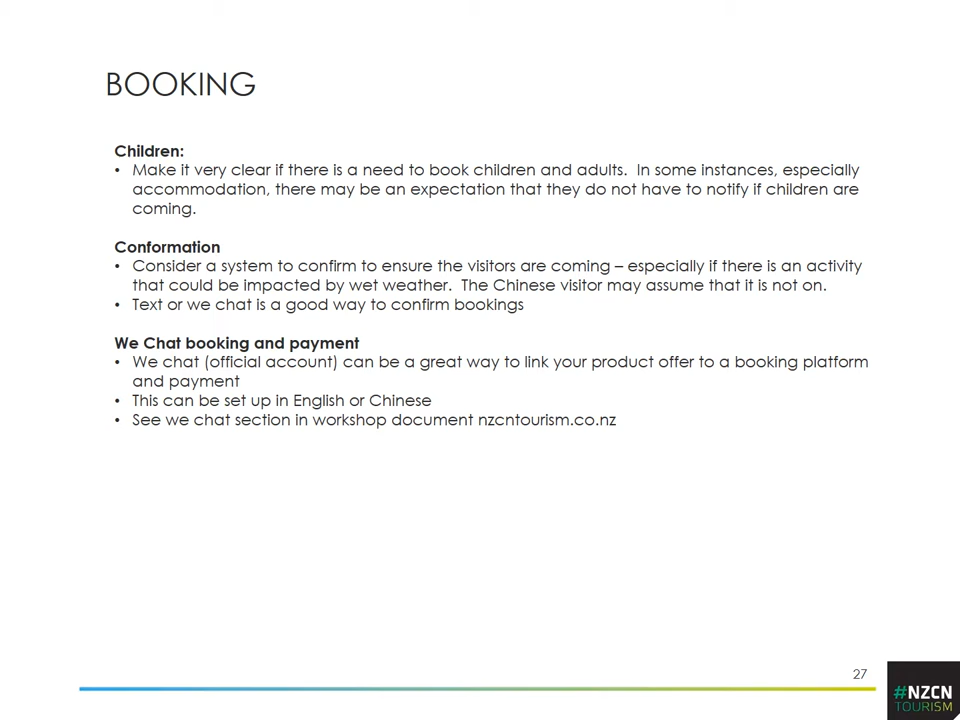 BOOKING
Children:
• Make it very clear if there is a need to book children and adults.  In some instances, especially
accommodation, there may be an expectation that they do not have to notify if children are
coming.
Conformation
• Consider a system to confirm to ensure the visitors are coming – especially if there is an activity
that could be impacted by wet weather.  The Chinese visitor may assume that it is not on.
• Text or we chat is a good way to confirm bookings
We Chat booking and payment
• We chat (official account) can be a great way to link your product offer to a booking platform
and payment
• This can be set up in English or Chinese
• See we chat section in workshop document nzcntourism.co.nz
27
#NZCN
TOURISM